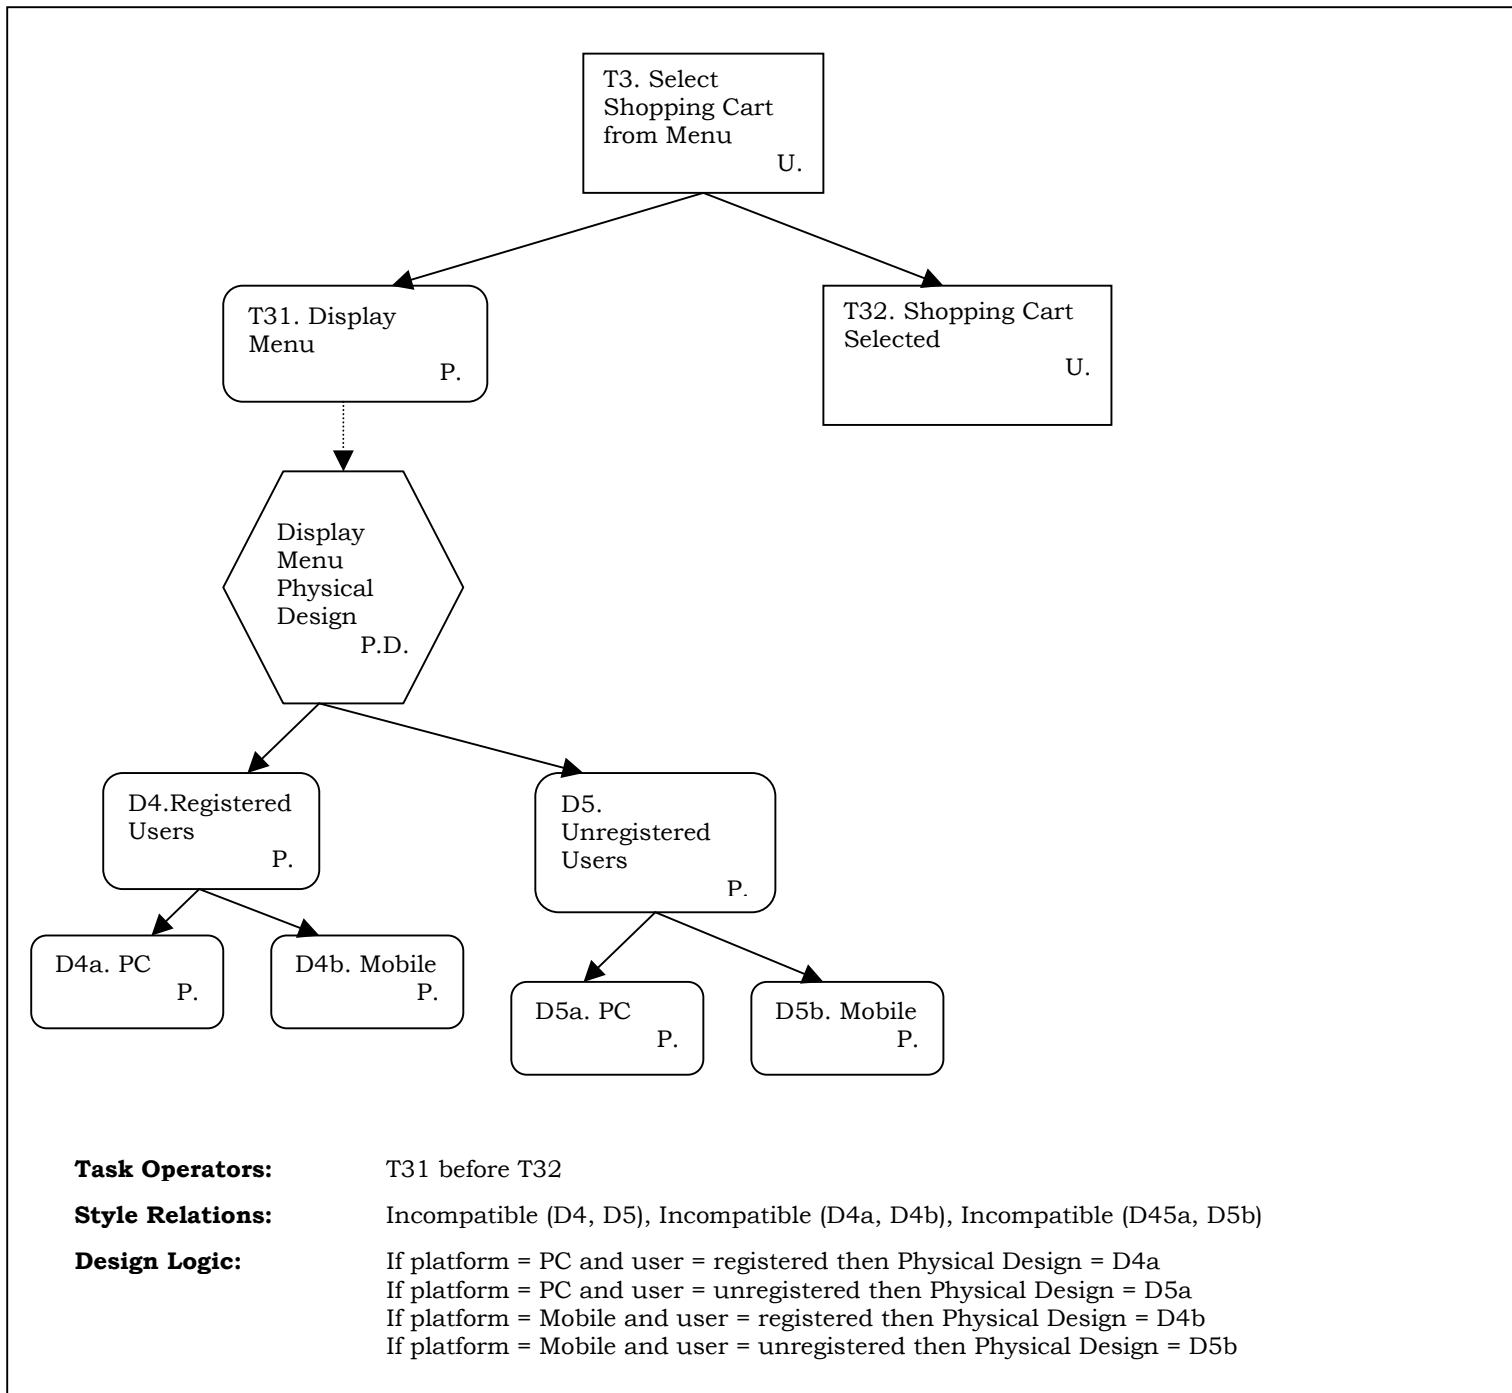 T3. Select
Shopping Cart
from Menu
U.
T31. Display
Menu
P.
T32. Shopping Cart
Selected
U.
Display
Menu
Physical
Design
P.D.
D4.Registered
Users
P.
D5.
Unregistered
Users
P.
D4a. PC
P.
D4b. Mobile
P.
D5a. PC
P.
D5b. Mobile
P.
Task Operators: T31 before T32
Style Relations: Incompatible (D4, D5), Incompatible (D4a, D4b), Incompatible (D45a, D5b)
Design Logic: If platform = PC and user = registered then Physical Design = D4a
If platform = PC and user = unregistered then Physical Design = D5a
If platform = Mobile and user = registered then Physical Design = D4b
If platform = Mobile and user = unregistered then Physical Design = D5b